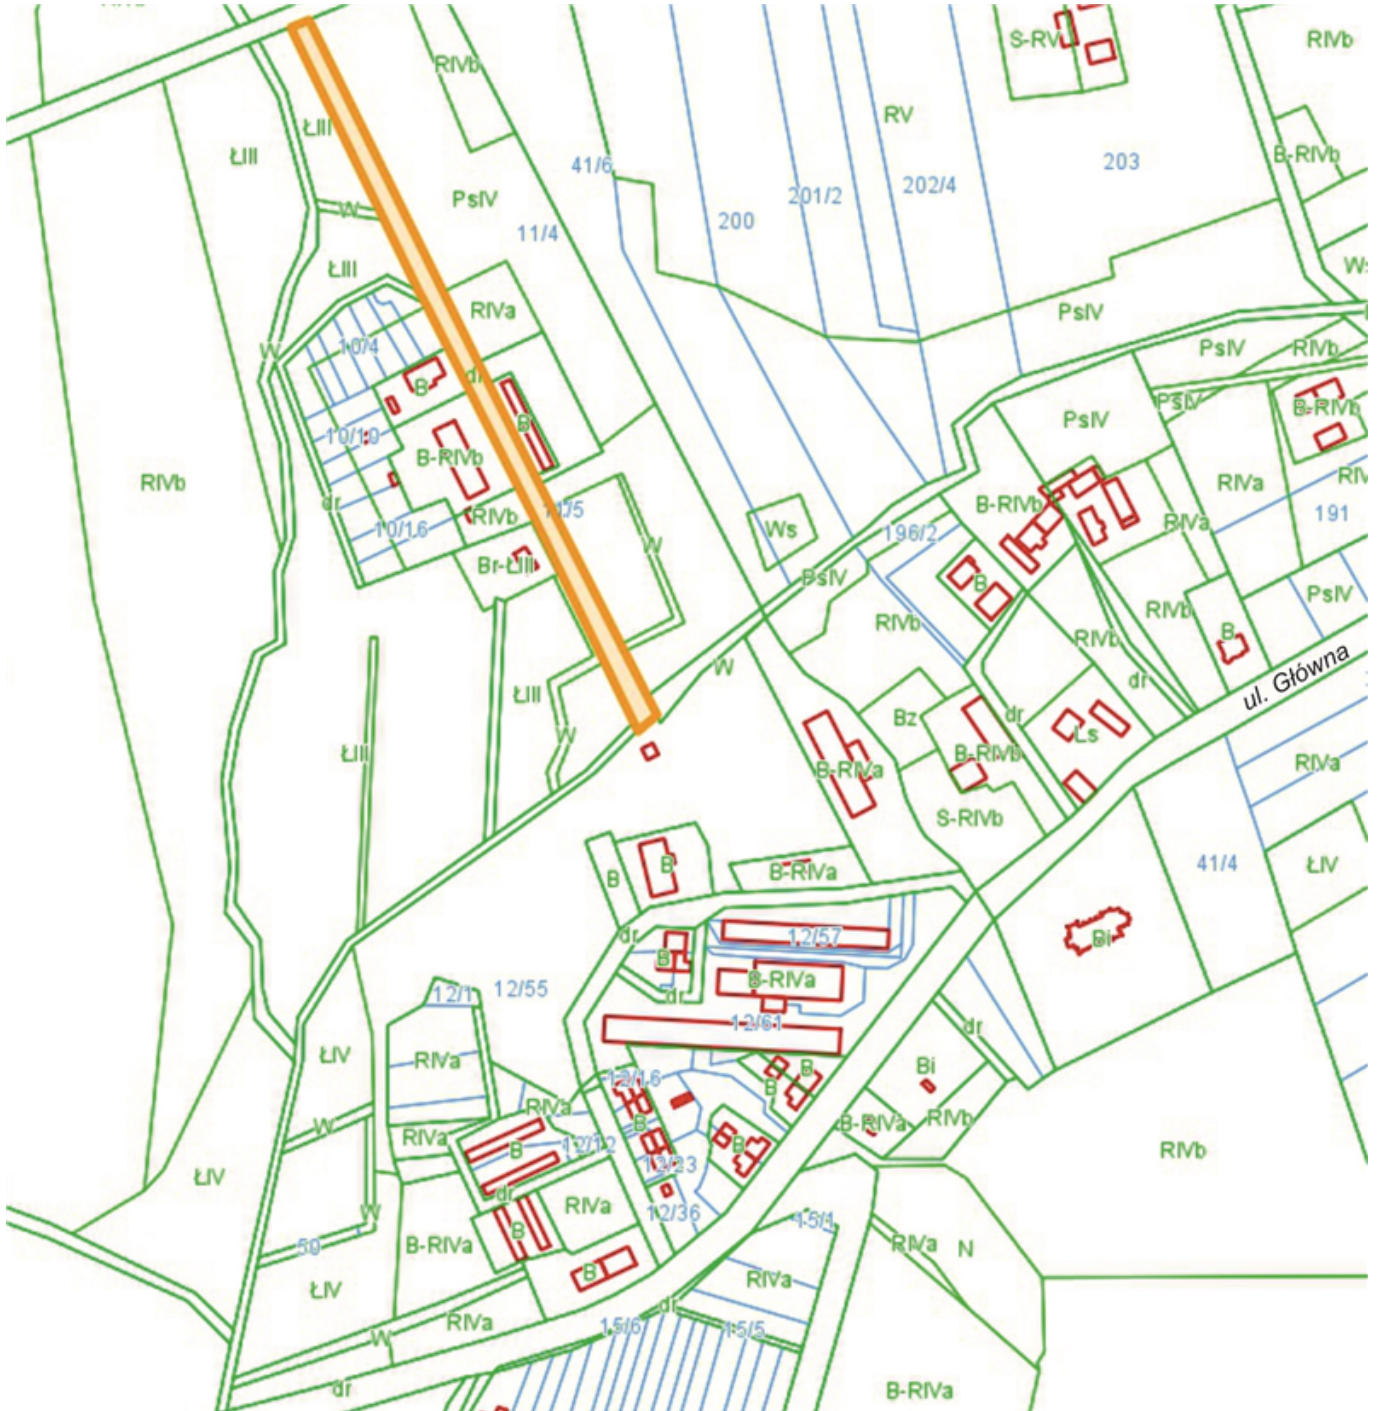 S-RV
RIVb
RIVb
ŁIII
ŁIII
RV
B-RIVb
41/6
203
202/4
201/2
PsIV
W
200
11/4
ŁIII
Ws
RIVa
PsIV
10/4
W
PsIV
RIVb
dr
B
PsIV
B-RIVb
PsIV
B
10/10
B-RIVb
RIVb
RIVa
dr
B-RIVb
RIVb
11/5
191
RIVa
10/16
Ws
196/2
W
Br-ŁIII
PsIV
B
PsIV
RIVb
RIVb
B
RIVb
W
ul. Główna
dr
ŁIII
Bz
dr
W
Ls
ŁIII
B-RIVb
RIVa
B-RIVa
S-RIVb
B
B-RIVa
41/4
ŁIV
B
dr
12/57
Bi
B
B-RIVa
12/1
12/55
dr
12/61
dr
ŁIV
RIVa
Bi
B
12/16
B
RIVa
W
B
B-RIVa
RIVb
RIVa
12/12
B
B
12/23
RIVb
ŁIV
dr
RIVa
W
12/36
15/1
B
50
B-RIVa
RIVa
N
B
RIVa
ŁIV
dr
RIVa
15/6
15/5
W
dr
B-RIVa